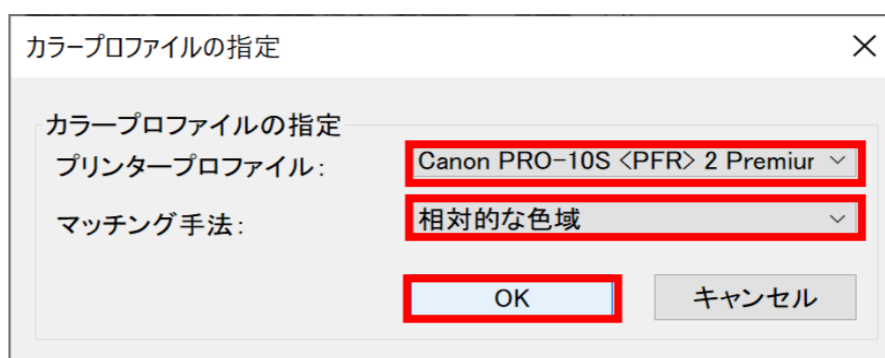 カラープロファイルの指定
カラープロファイルの指定
プリンタープロファイル:
Canon PRO-10S <PFR> 2 Premiur
マッチング手法:
相対的な色域
OK
キャンセル